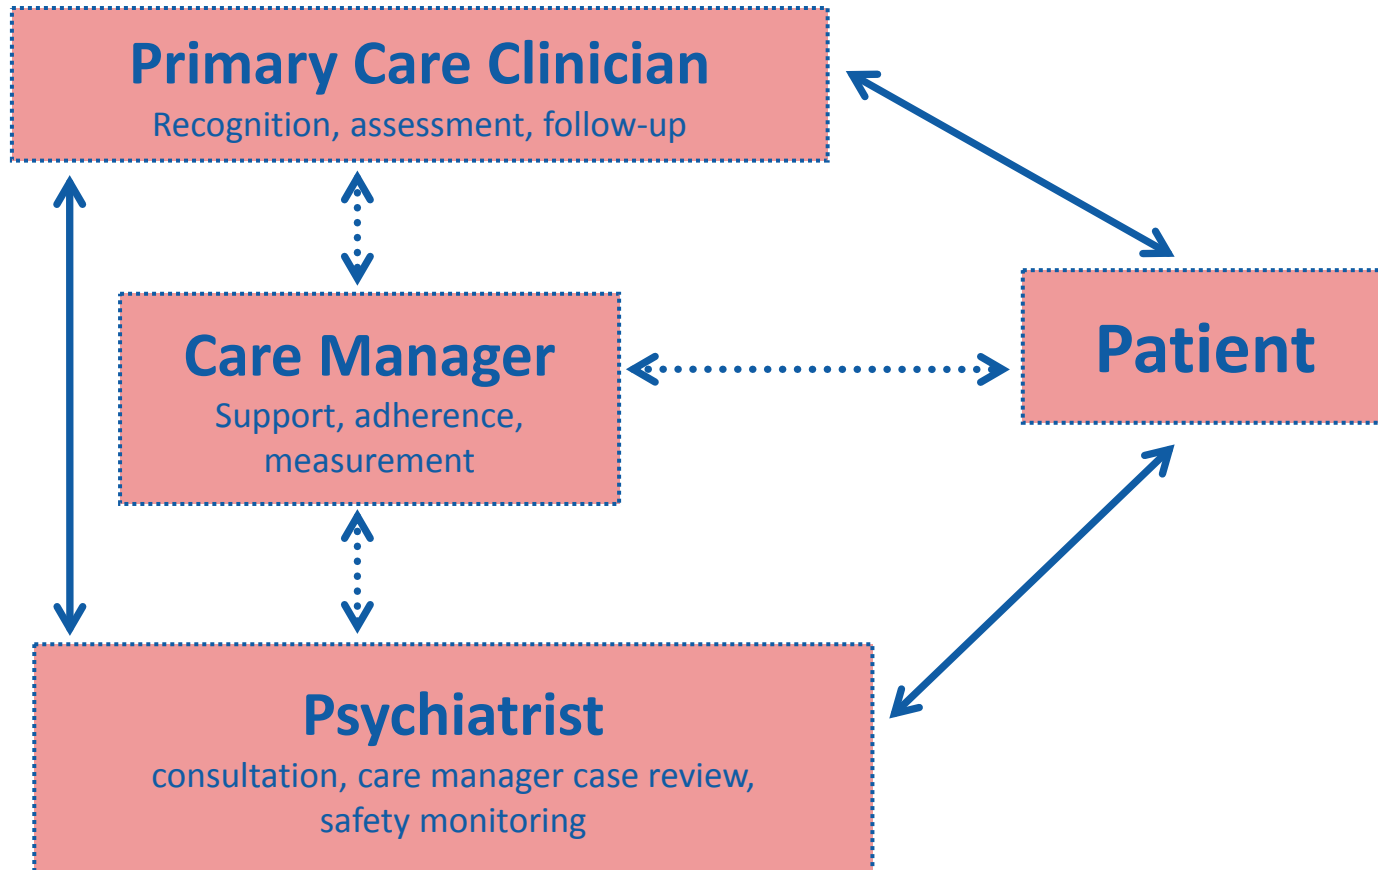 Primary Care Clinician
Recognition, assessment, follow-up
Care Manager
Support, adherence,
measurement
Patient
Psychiatrist
consultation, care manager case review,
safety monitoring